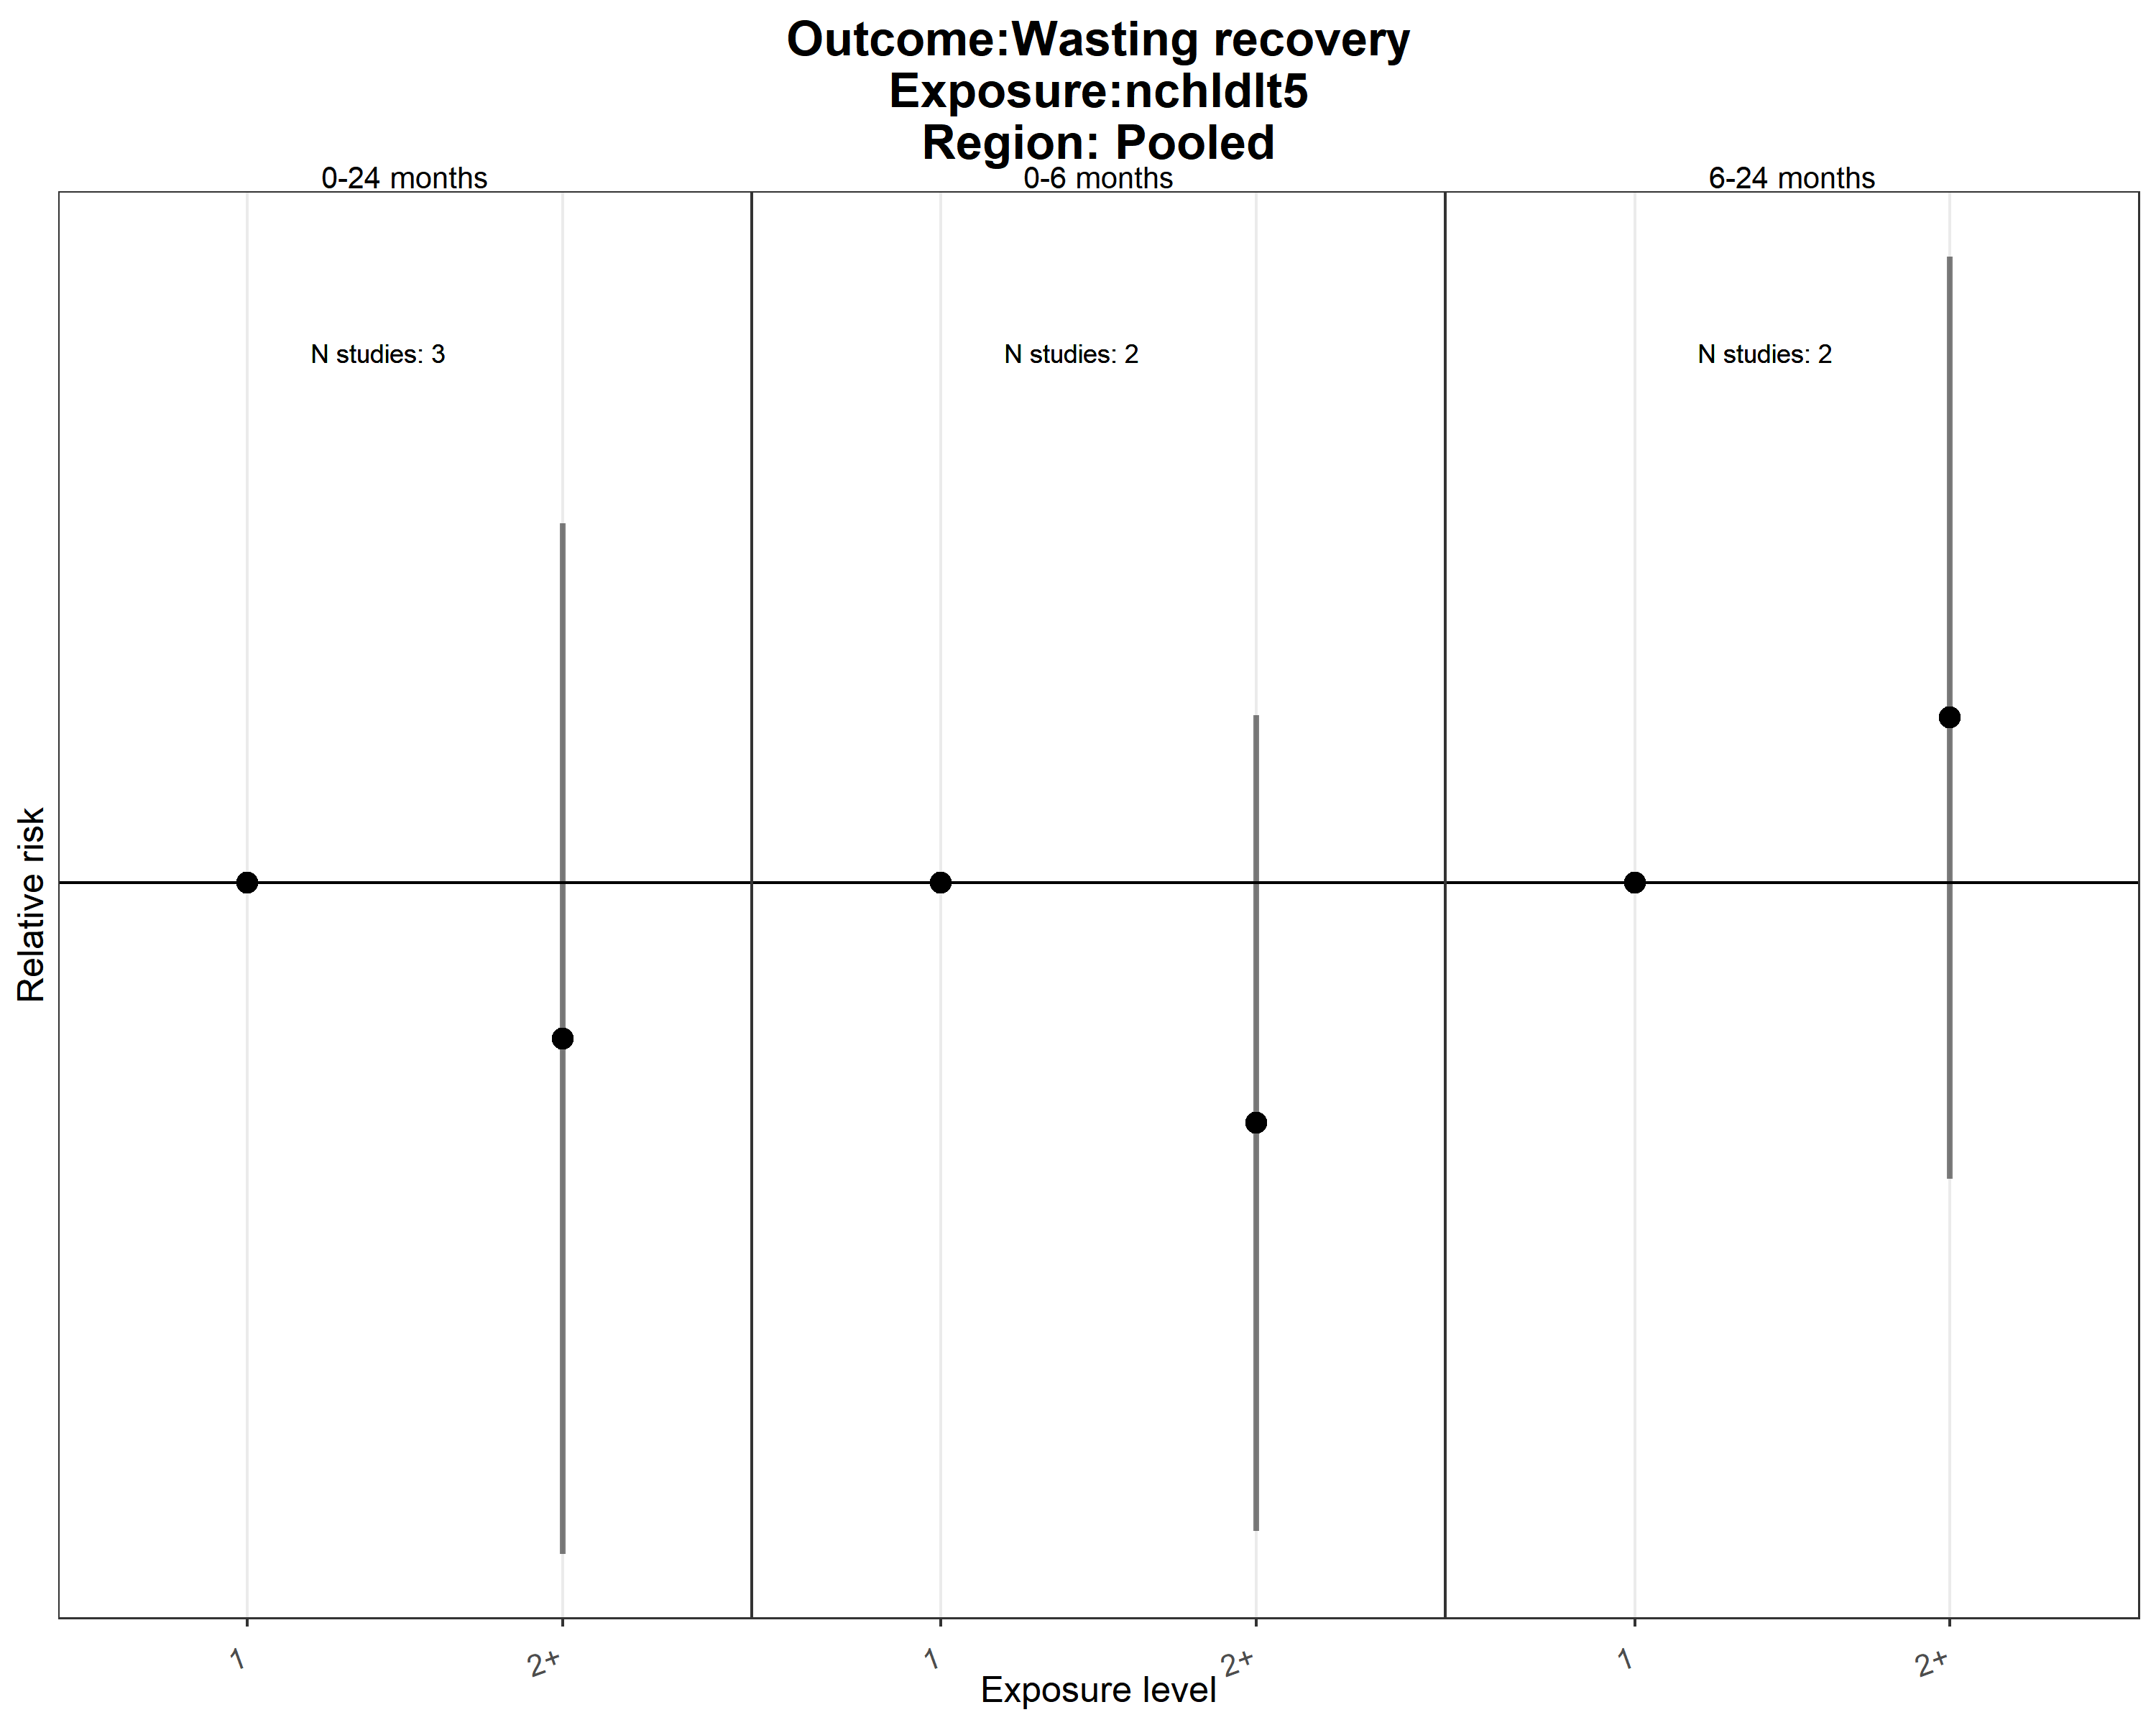 Outcome:Wasting recovery
Exposure:nchldlt5
Region: Pooled
0-24 months
0-6 months
6-24 months
N studies: 3
N studies: 2
N studies: 2
Relative risk
1
2+
1
2+
1
2+
Exposure level